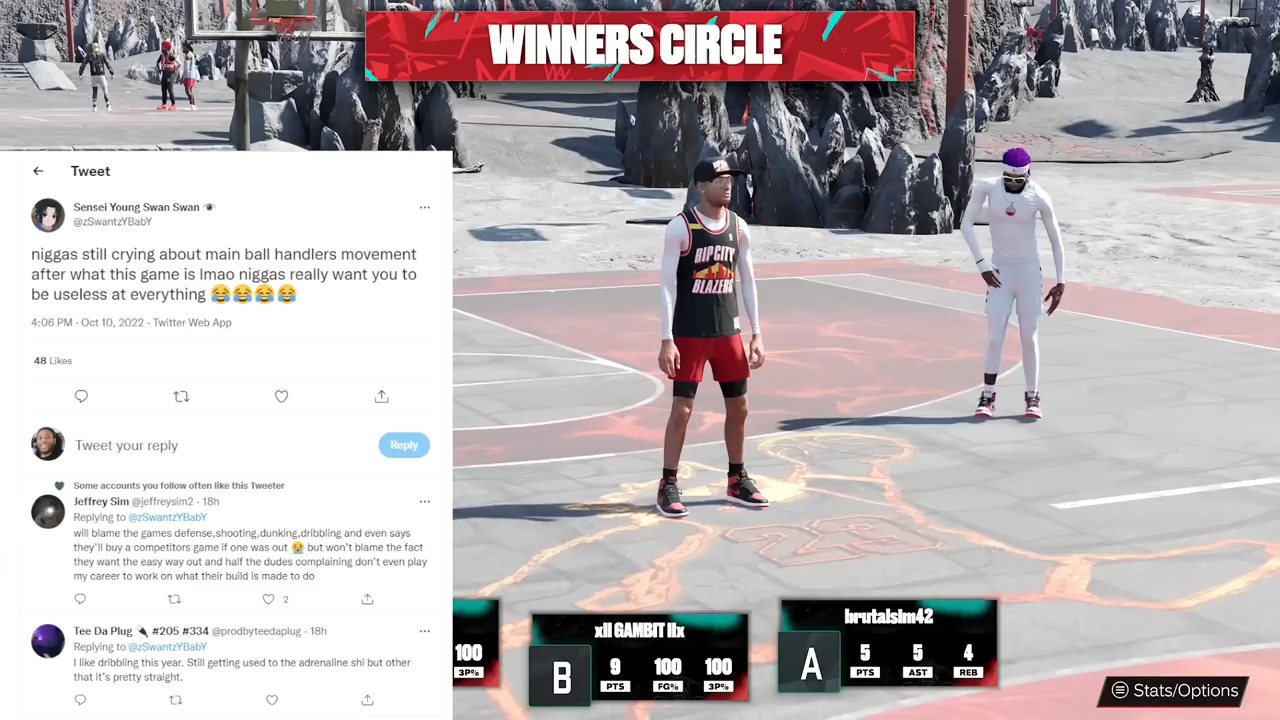 WINNERS CIRCLE
Tweet
Sensei Young Swan Swan 👁
@zSwantzYBabY
niggas still crying about main ball handlers movement
after what this game is lmao niggas really want you to
be useless at everything 😂😂😂😂
4:06 PM · Oct 10, 2022 · Twitter Web App
48 Likes
Tweet your reply
Reply
Some accounts you follow often like this Tweeter
Jeffrey Sim @jeffreysim2 · 18h
Replying to @zSwantzYBabY
will blame the games defense,shooting,dunking,dribbling and even says
they'll buy a competitors game if one was out 😭 but won't blame the fact
they want the easy way out and half the dudes complaining don't even play
my career to work on what their build is made to do
2
Tee Da Plug 🔌 #205 #334 @prodbyteedaplug · 18h
Replying to @zSwantzYBabY
I like dribbling this year. Still getting used to the adrenaline shi but other
that it's pretty straight.
RIP CITY
BLAZERS
23
100
3P%
xII GAMBIT IIx
B
9
PTS
100
FG%
100
3P%
brutalsim42
A
5
PTS
5
AST
4
REB
Stats/Options